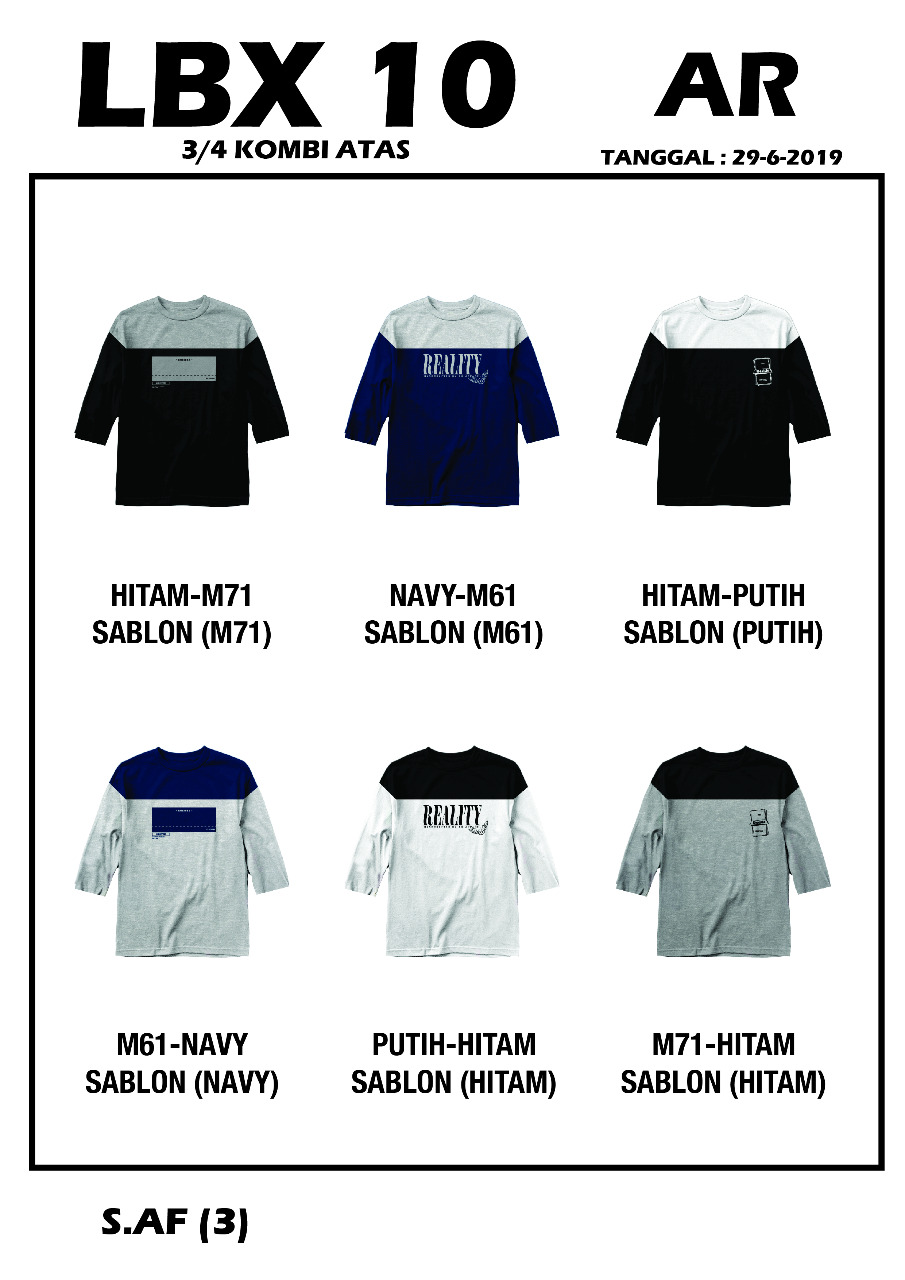 LBX 10
AR
3/4 KOMBI ATAS
TANGGAL : 29-6-2019
REALITY
HITAM-M71
NAVY-M61
HITAM-PUTIH
SABLON (M71)
SABLON (M61)
SABLON (PUTIH)
REALITY
M61-NAVY
PUTIH-HITAM
M71-HITAM
SABLON (NAVY)
SABLON (HITAM)
SABLON (HITAM)
S.AF (3)